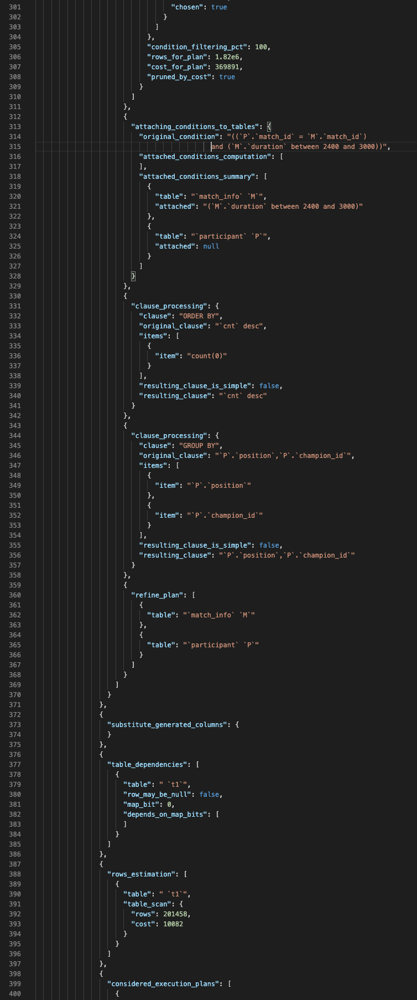 301 "chosen": true
302 }
303 ]
304 },
305 "condition_filtering_pct": 100,
306 "rows_for_plan": 1.82e6,
307 "cost_for_plan": 369891,
308 "pruned_by_cost": true
309 }
310 ]
311 },
312 {
313 "attaching_conditions_to_tables": {
314 "original_condition": "((`P`.`match_id` = `M`.`match_id`)
315 and (`M`.`duration` between 2400 and 3000))",
316 "attached_conditions_computation": [
317 ],
318 "attached_conditions_summary": [
319 {
320 "table": "`match_info` `M`",
321 "attached": "(`M`.`duration` between 2400 and 3000)"
322 },
323 {
324 "table": "`participant` `P`",
325 "attached": null
326 }
327 ]
328 }
329 },
330 {
331 "clause_processing": {
332 "clause": "ORDER BY",
333 "original_clause": "`cnt` desc",
334 "items": [
335 {
336 "item": "count(0)"
337 }
338 ],
339 "resulting_clause_is_simple": false,
340 "resulting_clause": "`cnt` desc"
341 }
342 },
343 {
344 "clause_processing": {
345 "clause": "GROUP BY",
346 "original_clause": "`P`.`position`,`P`.`champion_id`",
347 "items": [
348 {
349 "item": "`P`.`position`"
350 },
351 {
352 "item": "`P`.`champion_id`"
353 }
354 ],
355 "resulting_clause_is_simple": false,
356 "resulting_clause": "`P`.`position`,`P`.`champion_id`"
357 }
358 },
359 {
360 "refine_plan": [
361 {
362 "table": "`match_info` `M`"
363 },
364 {
365 "table": "`participant` `P`"
366 }
367 ]
368 }
369 ]
370 }
371 },
372 {
373 "substitute_generated_columns": {
374 }
375 },
376 {
377 "table_dependencies": [
378 {
379 "table": " `t1`",
380 "row_may_be_null": false,
381 "map_bit": 0,
382 "depends_on_map_bits": [
383 ]
384 }
385 ]
386 },
387 {
388 "rows_estimation": [
389 {
390 "table": " `t1`",
391 "table_scan": {
392 "rows": 201458,
393 "cost": 10082
394 }
395 }
396 ]
397 },
398 {
399 "considered_execution_plans": [
400 {